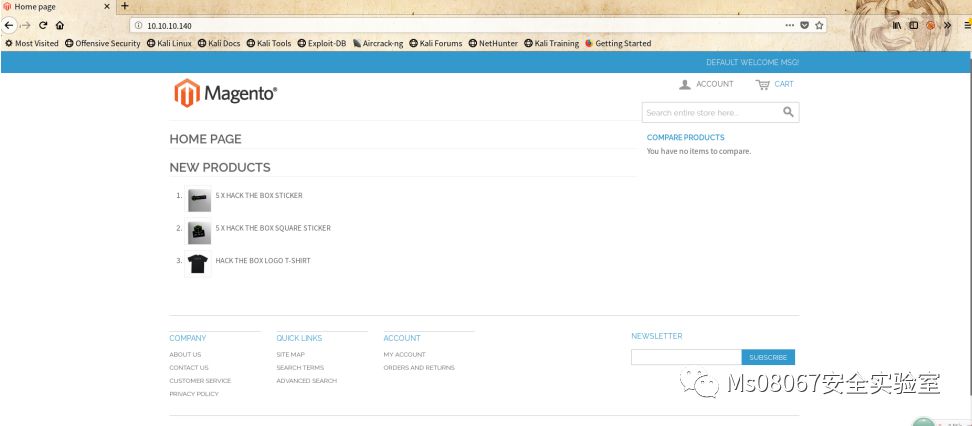 Home page
10.10.10.140
Most Visited Offensive Security Kali Linux Kali Docs Kali Tools Exploit-DB Aircrack-ng Kali Forums NetHunter Kali Training Getting Started
DEFAULT WELCOME MSG!
Magento®
ACCOUNT CART
Search entire store here...
COMPARE PRODUCTS
You have no items to compare.
HOME PAGE
NEW PRODUCTS
1. 5 X HACK THE BOX STICKER
2. 5 X HACK THE BOX SQUARE STICKER
3. HACK THE BOX LOGO T-SHIRT
COMPANY
ABOUT US
CONTACT US
CUSTOMER SERVICE
PRIVACY POLICY
QUICK LINKS
SITE MAP
SEARCH TERMS
ADVANCED SEARCH
ACCOUNT
MY ACCOUNT
ORDERS AND RETURNS
NEWSLETTER
SUBSCRIBE
Ms08067安全实验室